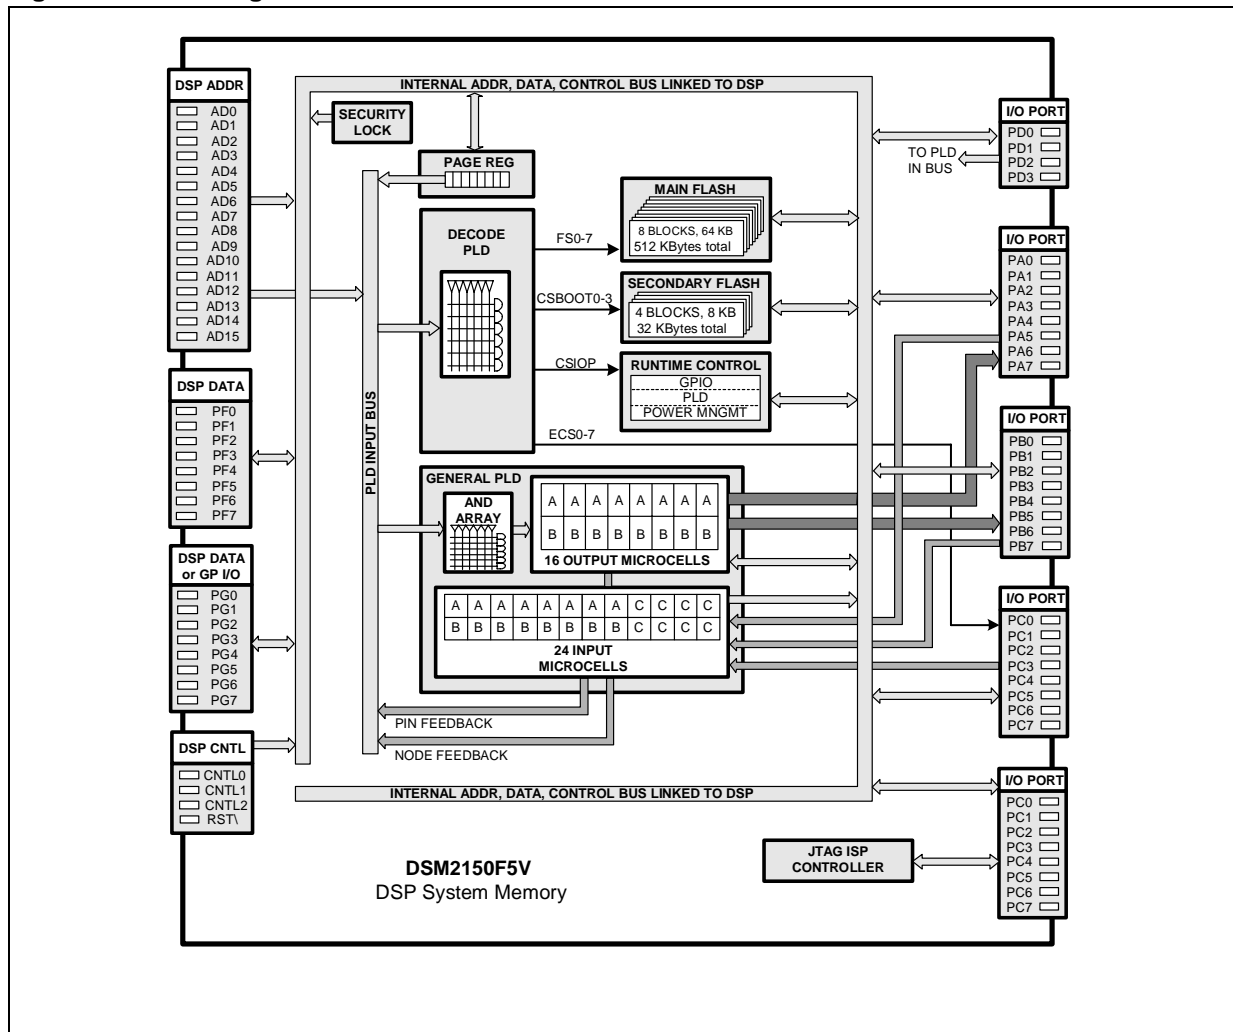 DSP ADDR
AD0
AD1
AD2
AD3
AD4
AD5
AD6
AD7
AD8
AD9
AD10
AD11
AD12
AD13
AD14
AD15
DSP DATA
PF0
PF1
PF2
PF3
PF4
PF5
PF6
PF7
DSP DATA
or GP I/O
PG0
PG1
PG2
PG3
PG4
PG5
PG6
PG7
DSP CNTL
CNTL0
CNTL1
CNTL2
RST\
INTERNAL ADDR, DATA, CONTROL BUS LINKED TO DSP
SECURITY
LOCK
PAGE REG
PLD INPUT BUS
DECODE
PLD
FS0-7
CSBOOT0-3
CSIOP
ECS0-7
MAIN FLASH
8 BLOCKS, 64 KB
512 KBytes total
SECONDARY FLASH
4 BLOCKS, 8 KB
32 KBytes total
RUNTIME CONTROL
GPIO
PLD
POWER MNGMT
GENERAL PLD
AND
ARRAY
A A A A A A A A
B B B B B B B B
16 OUTPUT MICROCELLS
A A A A A A A A C C C C
B B B B B B B B C C C C
24 INPUT
MICROCELLS
PIN FEEDBACK
NODE FEEDBACK
INTERNAL ADDR, DATA, CONTROL BUS LINKED TO DSP
DSM2150F5V
DSP System Memory
JTAG ISP
CONTROLLER
TO PLD
IN BUS
I/O PORT
PD0
PD1
PD2
PD3
I/O PORT
PA0
PA1
PA2
PA3
PA4
PA5
PA6
PA7
I/O PORT
PB0
PB1
PB2
PB3
PB4
PB5
PB6
PB7
I/O PORT
PC0
PC1
PC2
PC3
PC4
PC5
PC6
PC7
I/O PORT
PC0
PC1
PC2
PC3
PC4
PC5
PC6
PC7